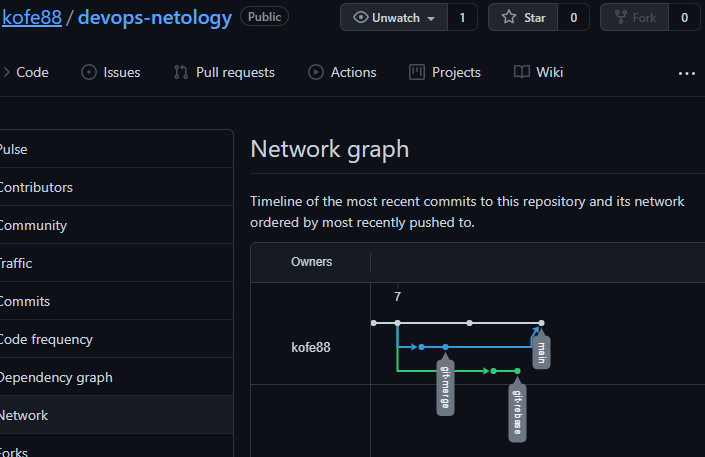 kofe88 / devops-netology Public Unwatch 1 Star 0 Fork 0
Code Issues Pull requests Actions Projects Wiki ...
Pulse
Contributors
Community
Traffic
Commits
Code frequency
Dependency graph
Network
Forks
Network graph
Timeline of the most recent commits to this repository and its network
ordered by most recently pushed to.
Owners
7
kofe88
main
git-merge
git-rebase